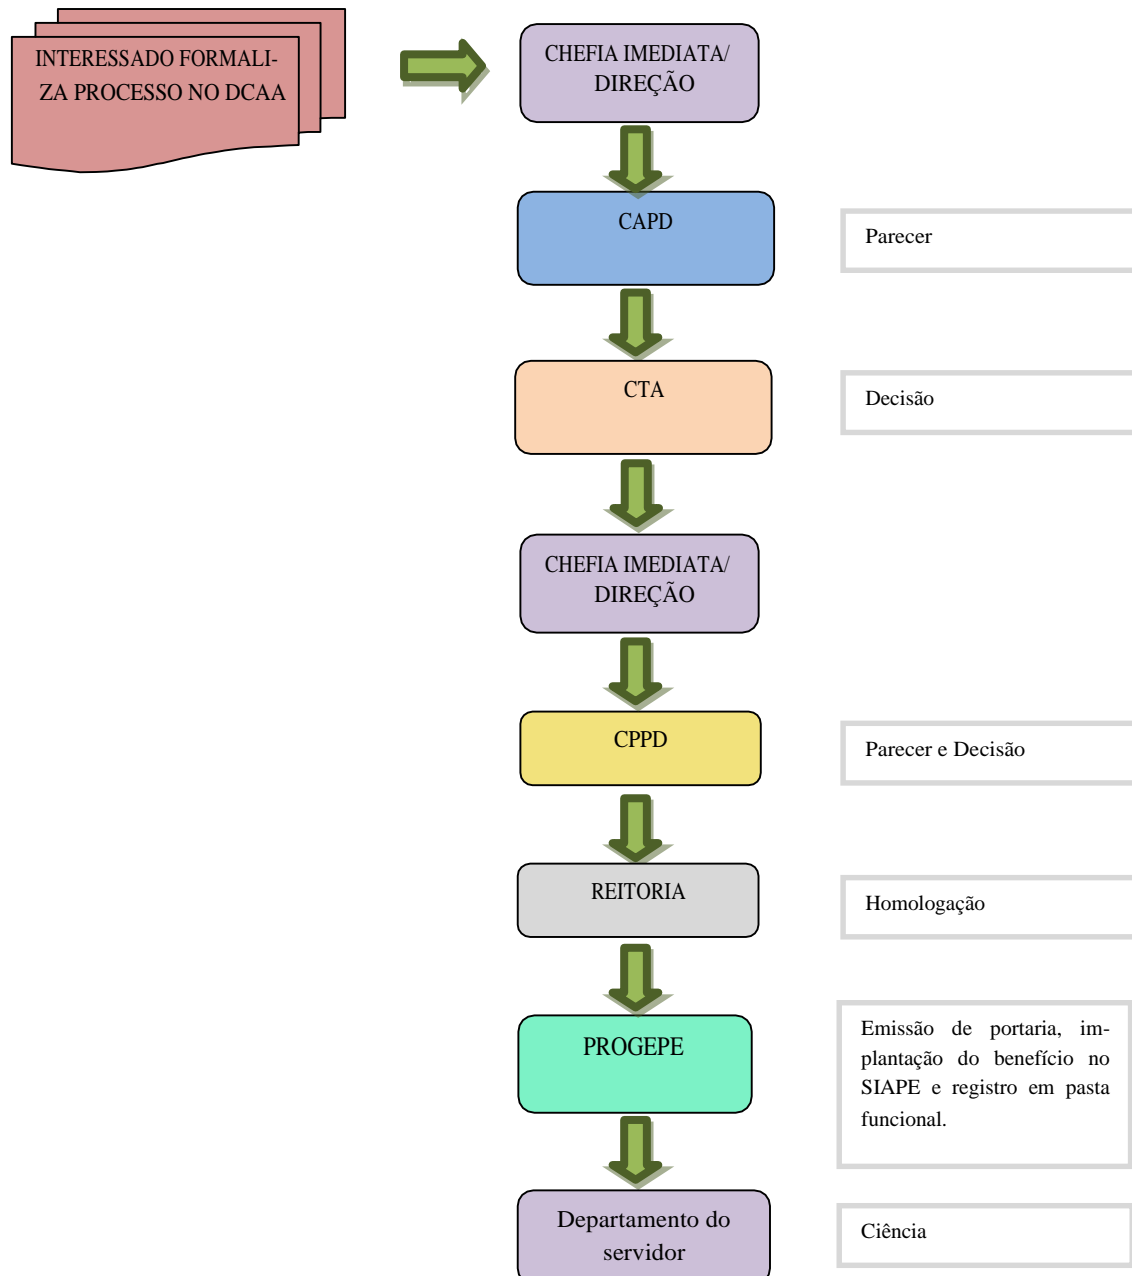 INTERESSADO FORMALI-
ZA PROCESSO NO DCAA
CHEFIA IMEDIATA/
DIREÇÃO
CAPD
Parecer
CTA
Decisão
CHEFIA IMEDIATA/
DIREÇÃO
CPPD
Parecer e Decisão
REITORIA
Homologação
PROGEPE
Emissão de portaria, im-
plantação do benefício no
SIAPE e registro em pasta
funcional.
Departamento do
servidor
Ciência